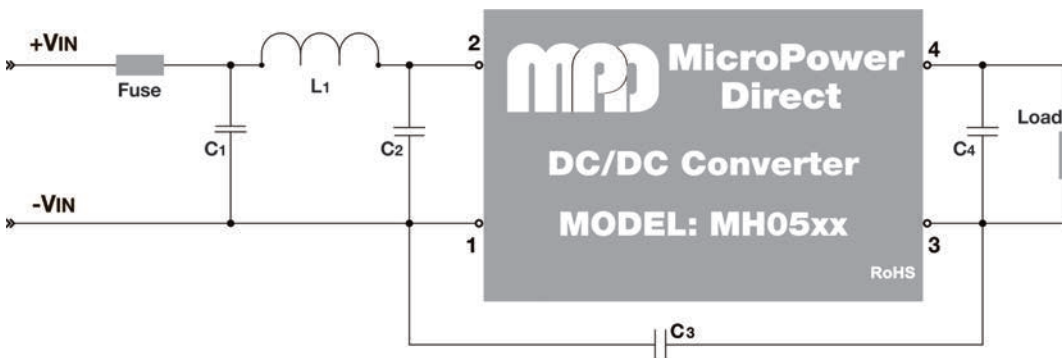 +VIN
Fuse
L1
2
4
MPD
MicroPower
Direct
Load
C1
C2
C4
DC/DC Converter
-VIN
MODEL: MH05xx
1
3
RoHS
C3